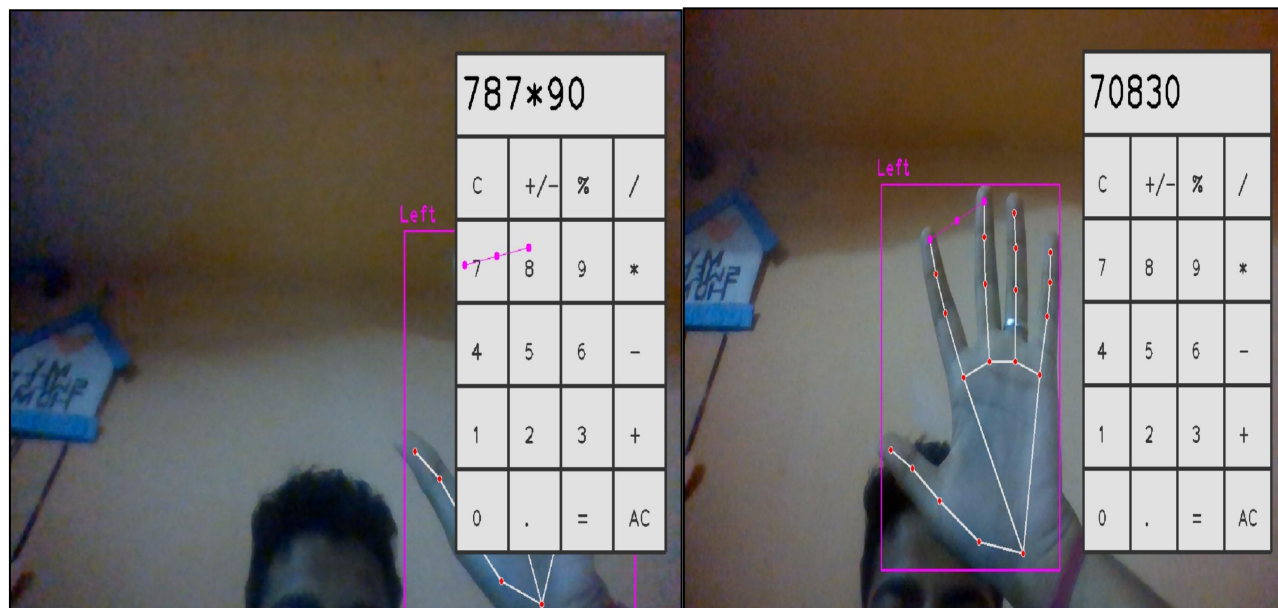 787*90
C +/- % /
Left
7 8 9 *
4 5 6 -
1 2 3 +
0 . = AC
70830
C +/- % /
Left
7 8 9 *
4 5 6 -
1 2 3 +
0 . = AC